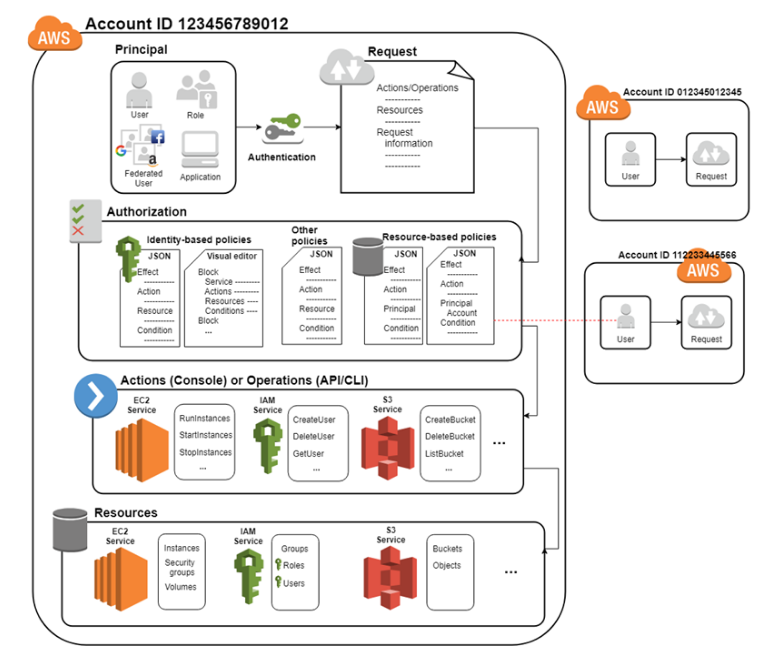 Account ID 123456789012
AWS
Principal
User
Role
Federated
User
Application
G
f
a
Authentication
Request
Actions/Operations
-----------
Resources
-----------
Request
information
-----------
-----------
Account ID 012345012345
AWS
User
Request
Account ID 112233445566
AWS
User
Request
Authorization
Identity-based policies
JSON
Effect
-----------
Action
-----------
Resource
-----------
Condition
-----------
Visual editor
Block
Service ---------
Actions ---------
Resources ----
Conditions ----
Block
...
Other
policies
JSON
Effect
-----------
Action
-----------
Resource
-----------
Condition
-----------
Resource-based policies
JSON
Effect
-----------
Action
-----------
Principal
-----------
Condition
-----------
JSON
Effect
-----------
Action
-----------
Principal
Account
Condition
-----------
Actions (Console) or Operations (API/CLI)
EC2
Service
RunInstances
StartInstances
StopInstances
...
IAM
Service
CreateUser
DeleteUser
GetUser
...
S3
Service
CreateBucket
DeleteBucket
ListBucket
...
...
Resources
EC2
Service
Instances
Security
groups
Volumes
IAM
Service
Groups
Roles
Users
S3
Service
Buckets
Objects
...